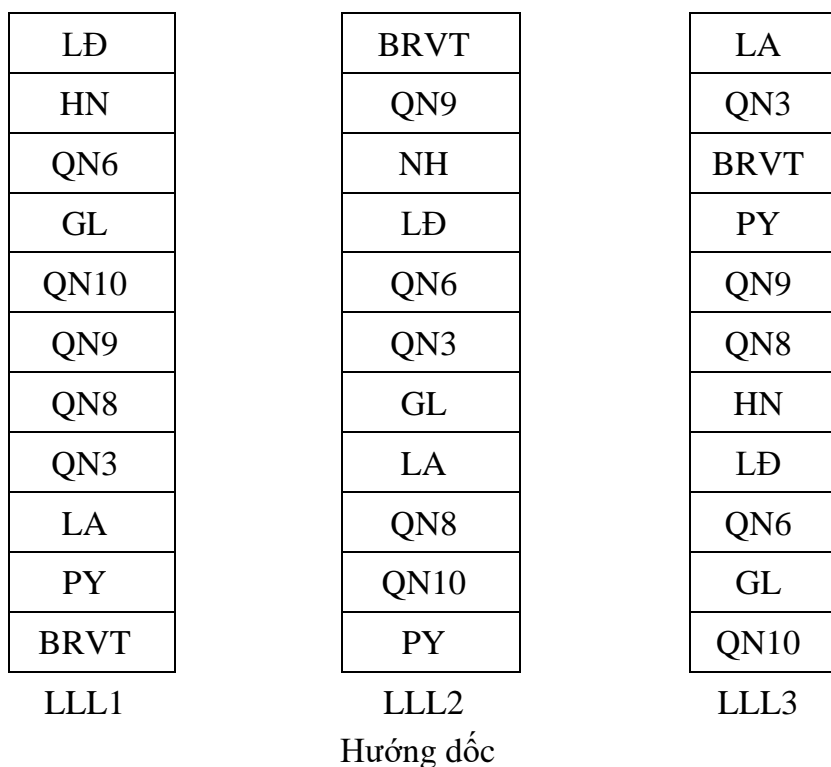 LĐ BRVT LA
HN QN9 QN3
QN6 NH BRVT
GL LĐ PY
QN10 QN6 QN9
QN9 QN3 QN8
QN8 GL HN
QN3 LA LĐ
LA QN8 QN6
PY QN10 GL
BRVT PY QN10
LLL1 LLL2 LLL3
Hướng dốc